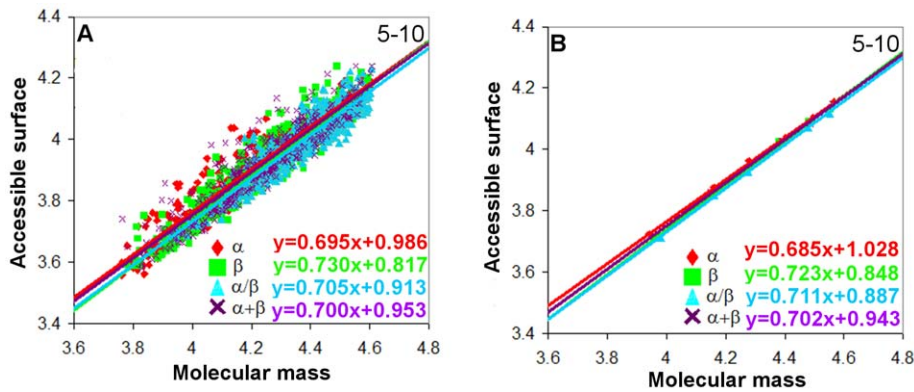 A
5-10
Accessible surface
4.4
4.2
4
3.8
3.6
3.4
α y=0.695x+0.986
β y=0.730x+0.817
α/β y=0.705x+0.913
α+β y=0.700x+0.953
3.6 3.8 4 4.2 4.4 4.6 4.8
Molecular mass
B
5-10
Accessible surface
4.4
4.2
4
3.8
3.6
3.4
α y=0.685x+1.028
β y=0.723x+0.848
α/β y=0.711x+0.887
α+β y=0.702x+0.943
3.6 3.8 4 4.2 4.4 4.6 4.8
Molecular mass